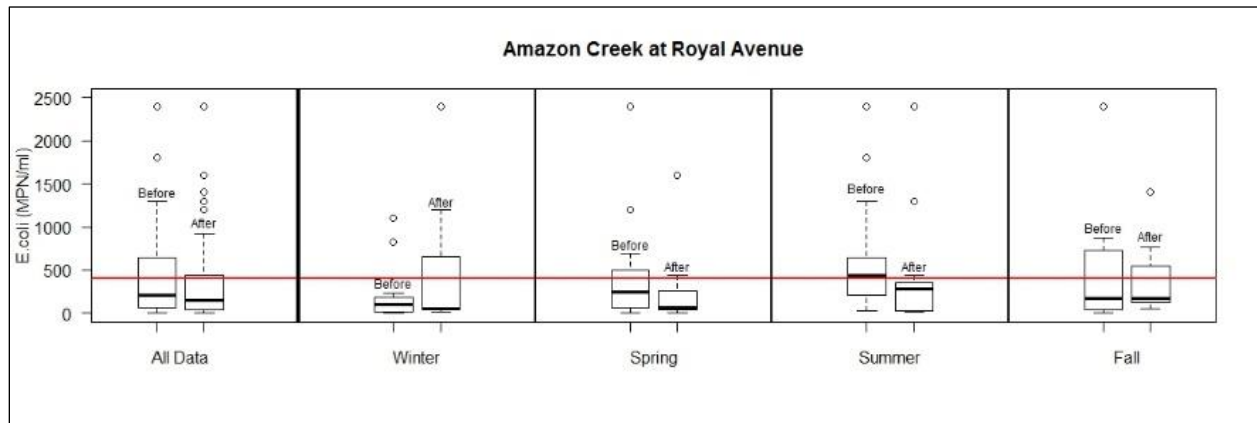 Amazon Creek at Royal Avenue
E.coli (MPN/ml)
2500
2000
1500
1000
500
0
Before
After
Before
After
Before
After
Before
After
Before
After
All Data
Winter
Spring
Summer
Fall